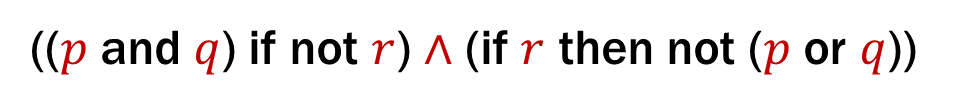 ((p and q) if not r) ∧ (if r then not (p or q))